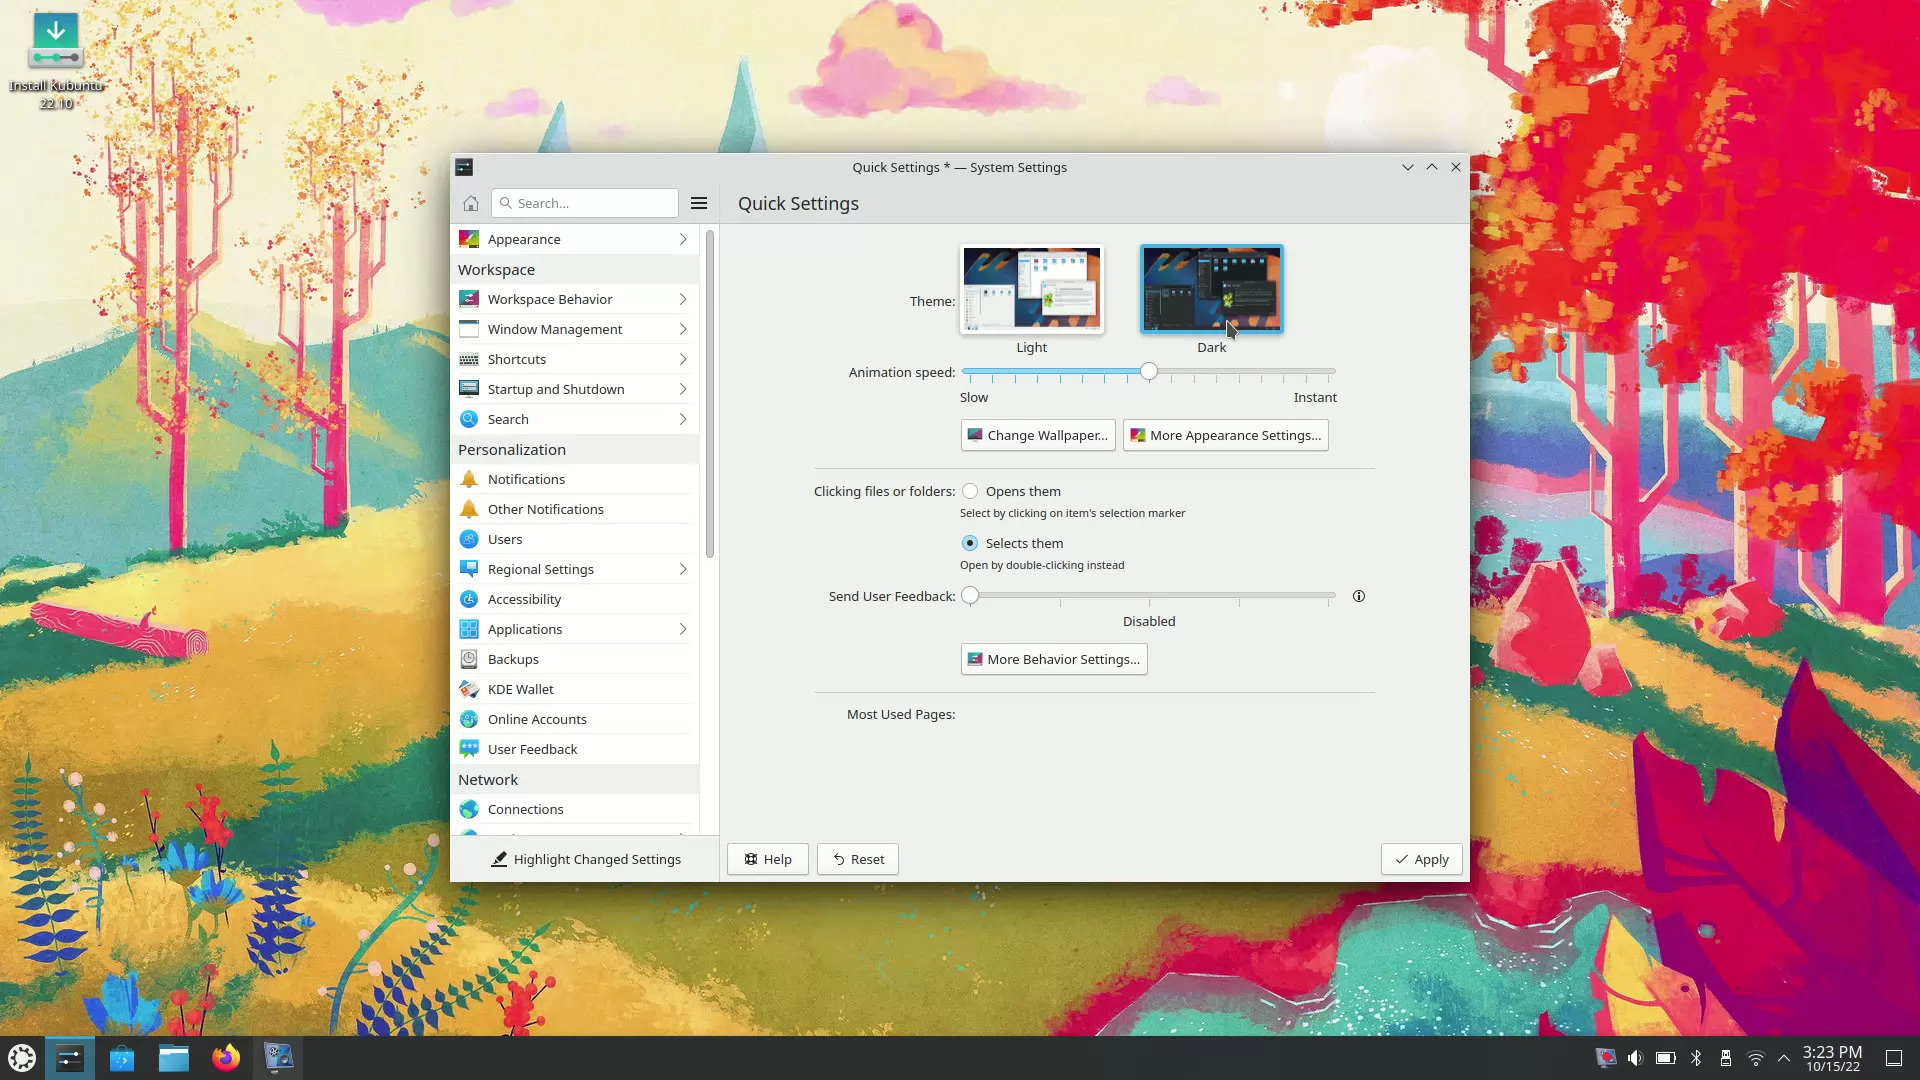 Install Kubuntu
22.10
Quick Settings * — System Settings
Search...
Quick Settings
Appearance
Workspace
Workspace Behavior
Window Management
Shortcuts
Startup and Shutdown
Search
Personalization
Notifications
Other Notifications
Users
Regional Settings
Accessibility
Applications
Backups
KDE Wallet
Online Accounts
User Feedback
Network
Connections
Highlight Changed Settings
Theme:
Light
Dark
Animation speed:
Slow
Instant
Change Wallpaper...
More Appearance Settings...
Clicking files or folders:
Opens them
Select by clicking on item's selection marker
Selects them
Open by double-clicking instead
Send User Feedback:
Disabled
More Behavior Settings...
Most Used Pages:
Help
Reset
Apply
3:23 PM
10/15/22